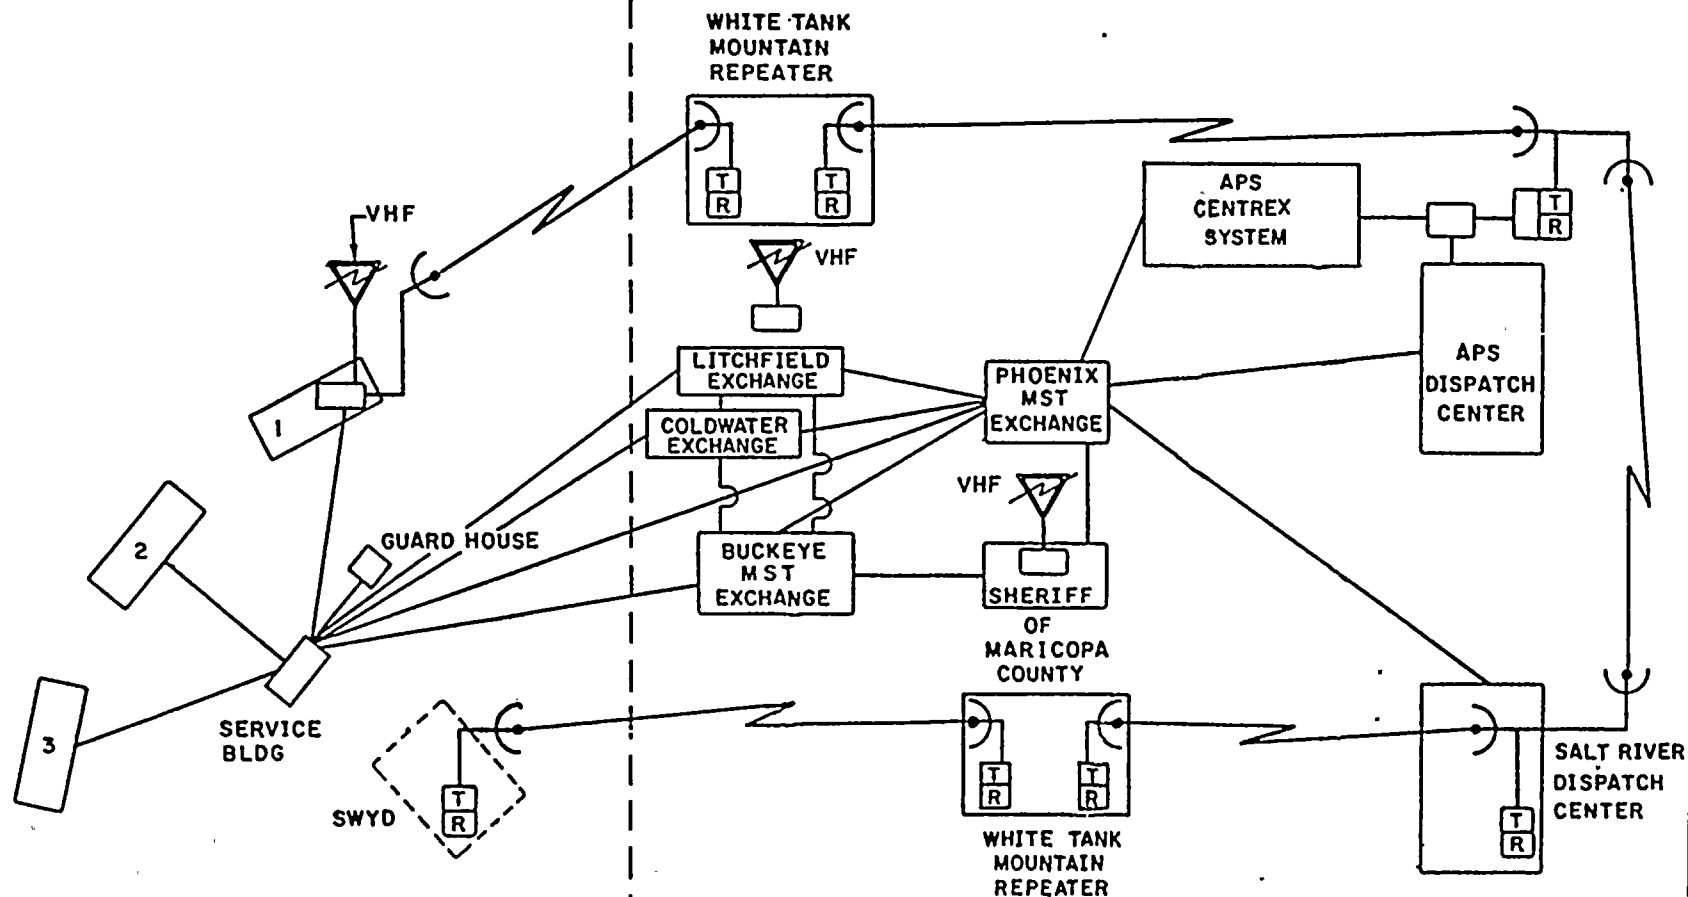 WHITE TANK
MOUNTAIN
REPEATER
T
R
T
R
VHF
VHF
APS
CENTREX
SYSTEM
T
R
LITCHFIELD
EXCHANGE
COLDWATER
EXCHANGE
PHOENIX
MST
EXCHANGE
APS
DISPATCH
CENTER
1
2
3
GUARD HOUSE
VHF
BUCKEYE
MST
EXCHANGE
SHERIFF
OF
MARICOPA
COUNTY
SERVICE
BLDG
SWYD
T
R
T
R
T
R
WHITE TANK
MOUNTAIN
REPEATER
T
R
SALT RIVER
DISPATCH
CENTER